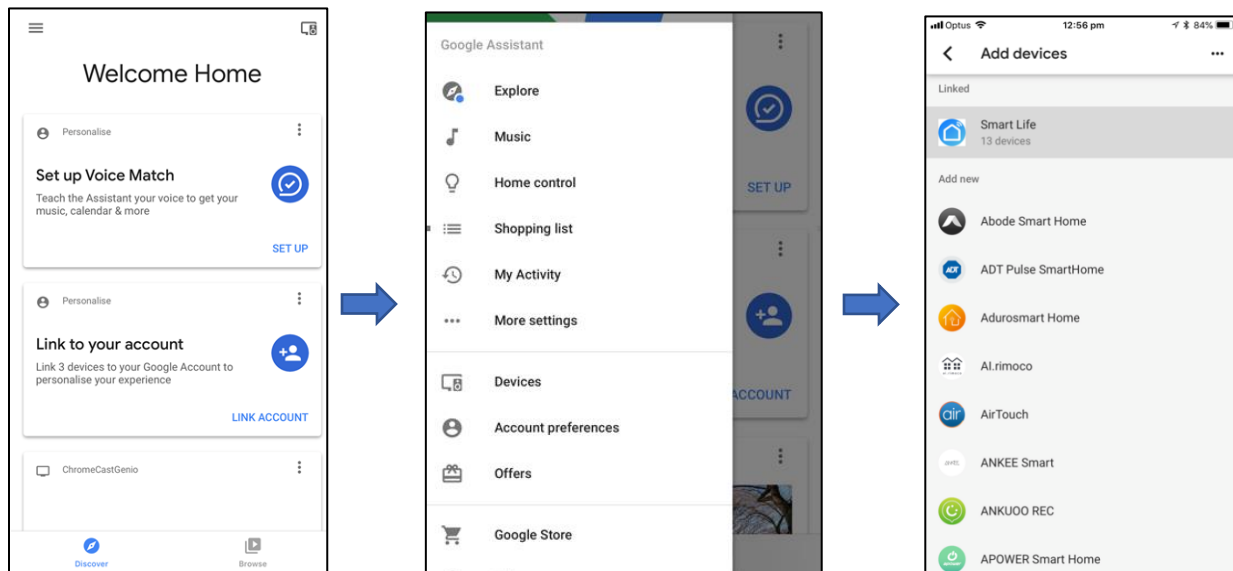 Welcome Home
Personalise
Set up Voice Match
Teach the Assistant your voice to get your
music, calendar & more
SET UP
Personalise
Link to your account
Link 3 devices to your Google Account to
personalise your experience
LINK ACCOUNT
ChromeCastGenio
Discover
Browse
Google Assistant
Explore
Music
Home control
SET UP
Shopping list
My Activity
More settings
Devices
ACCOUNT
Account preferences
Offers
Google Store
Optus
12:56 pm
84%
Add devices
Linked
Smart Life
13 devices
Add new
Abode Smart Home
ADT
ADT Pulse SmartHome
Adurosmart Home
AI.rimoco
air
AirTouch
ANKEE Smart
ANKUOO REC
APOWER Smart Home